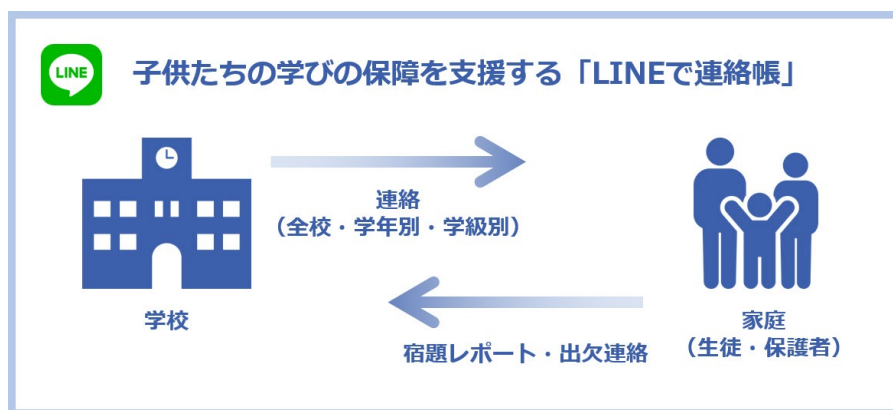 LINE
子供たちの学びの保障を支援する「LINEで連絡帳」
連絡
（全校・学年別・学級別）
学校
家庭
（生徒・保護者）
宿題レポート・出欠連絡